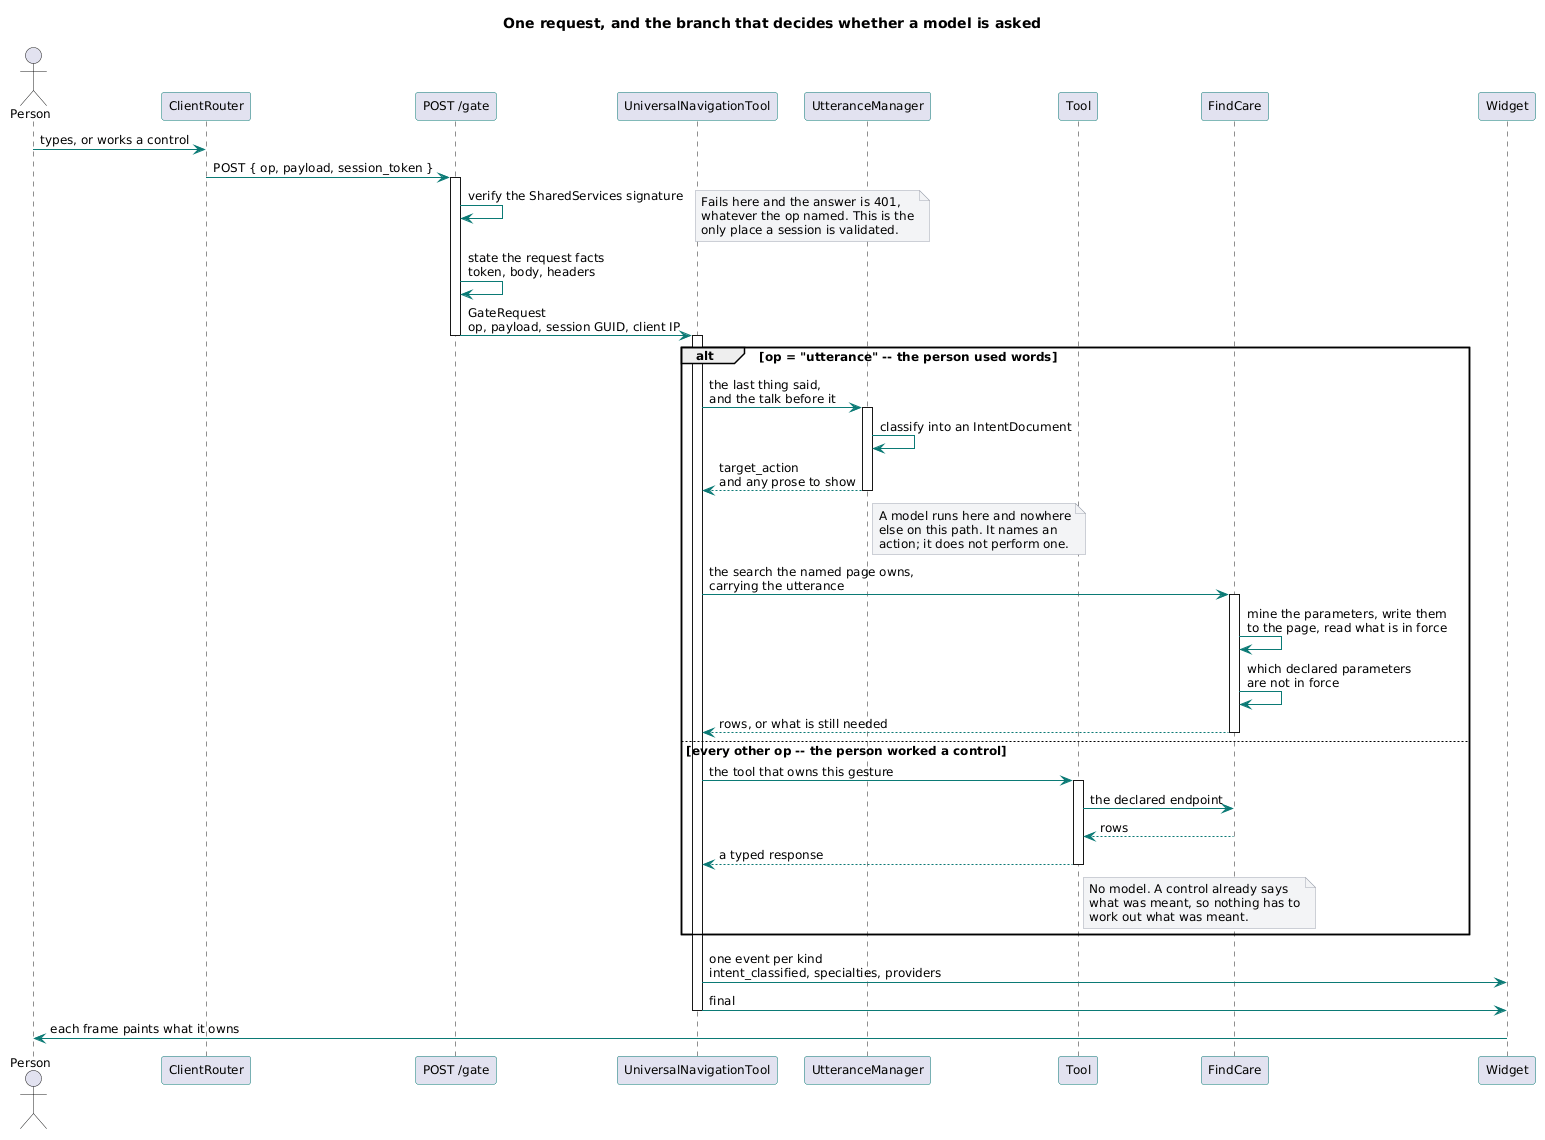 One request, and the branch that decides whether a model is asked
Person
ClientRouter
POST /gate
UniversalNavigationTool
UtteranceManager
Tool
FindCare
Widget
types, or works a control
POST { op, payload, session_token }
verify the SharedServices signature
Fails here and the answer is 401,
whatever the op named. This is the
only place a session is validated.
state the request facts
token, body, headers
GateRequest
op, payload, session GUID, client IP
alt
[op = "utterance" -- the person used words]
the last thing said,
and the talk before it
classify into an IntentDocument
target_action
and any prose to show
A model runs here and nowhere
else on this path. It names an
action; it does not perform one.
the search the named page owns,
carrying the utterance
mine the parameters, write them
to the page, read what is in force
which declared parameters
are not in force
rows, or what is still needed
[every other op -- the person worked a control]
the tool that owns this gesture
the declared endpoint
rows
a typed response
No model. A control already says
what was meant, so nothing has to
work out what was meant.
one event per kind
intent_classified, specialties, providers
final
each frame paints what it owns
Person
ClientRouter
POST /gate
UniversalNavigationTool
UtteranceManager
Tool
FindCare
Widget